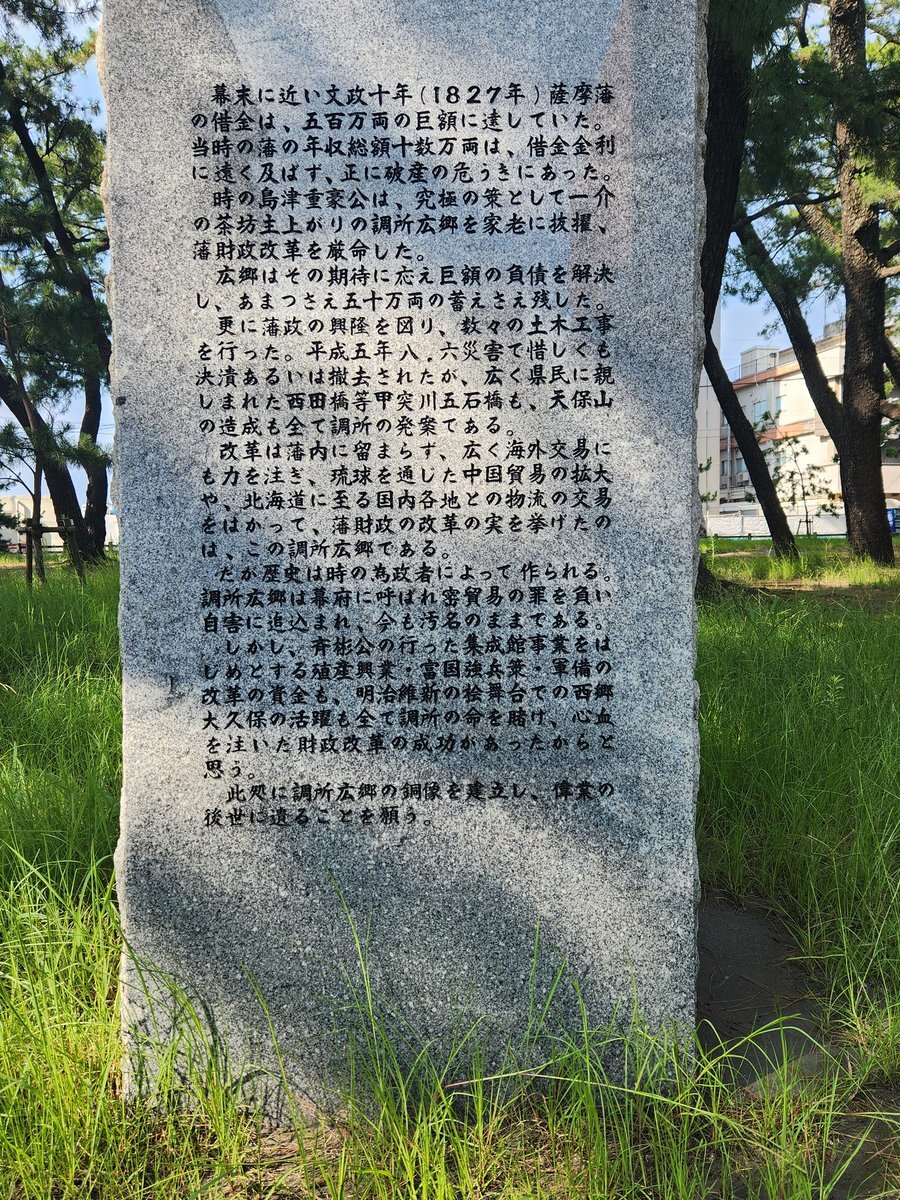 幕末に近い文政十年(1827年)薩摩藩
の借金は、五百万両の巨額に達していた。
当時の藩の年収総額十数万両は、借金金利
に遠く及ばず、正に破産の危うきにあった。
時の島津重豪公は、究極の策として一介
の茶坊主上がりの調所広郷を家老に抜擢、
藩財政改革を厳命した。
広郷はその期待に応え巨額の負債を解決
し、あまつさえ五十万両の蓄えさえ残した。
更に藩政の興隆を図り、数々の土木工事
を行った。平成五年八.六災害で惜しくも
決潰あるいは撤去されたが、広く県民に親
しまれた西田橋等甲突川五石橋も、天保山
の造成も全て調所の発案である。
改革は藩内に留まらず、広く海外交易に
も力を注ぎ、琉球を通じた中国貿易の拡大
や、北海道に至る国内各地との物流の交易
をはかって、藩財政の改革の実を挙げたの
は、この調所広郷である。
だが歴史は時の為政者によって作られる。
調所広郷は幕府に呼ばれ密貿易の罪を負い
自害に追込まれ、今も汚名のままである。
しかし、斉彬公の行った集成館事業をは
じめとする殖産興業・富国強兵策・軍備の
改革の資金も、明治維新の桧舞台での西郷
大久保の活躍も全て調所の命を賭け、心血
を注いだ財政改革の成功があったからと
思う。
此処に調所広郷の銅像を建立し、偉業の
後世に遺ることを願う。